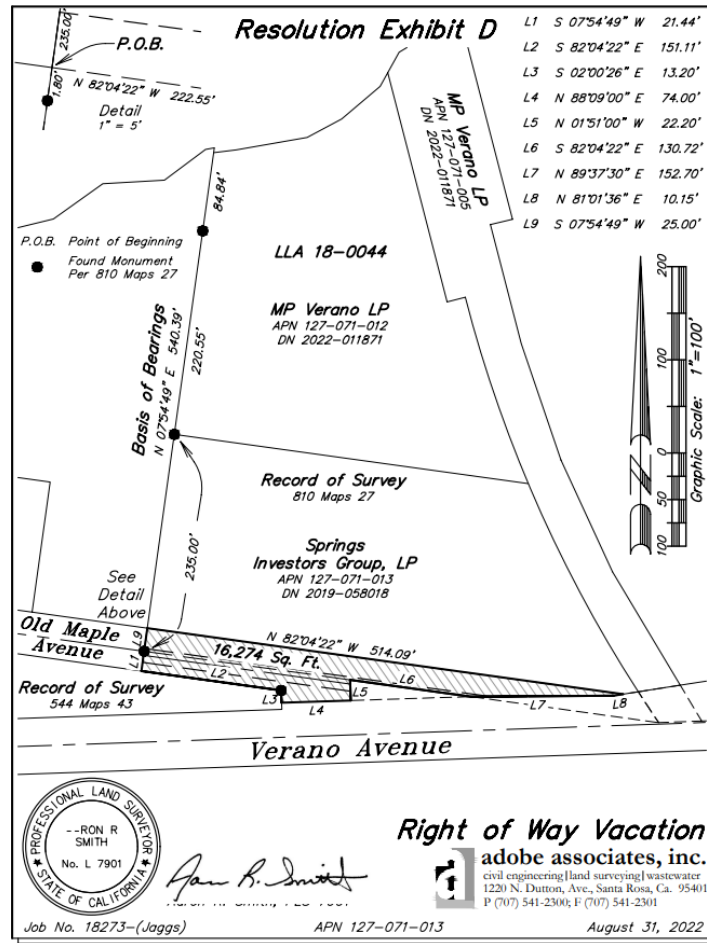 Resolution Exhibit D
L1 S 07°54'49" W 21.44'
L2 S 82°04'22" E 151.11'
L3 S 02°00'26" E 13.20'
L4 N 88°09'00" E 74.00'
L5 N 01°51'00" W 22.20'
L6 S 82°04'22" E 130.72'
L7 N 89°37'30" E 152.70'
L8 N 81°01'36" E 10.15'
L9 S 07°54'49" W 25.00'
235.00'
P.O.B.
1.80'
N 82°04'22" W 222.55'
Detail
1" = 5'
MP Verano LP
APN 127-071-005
DN 2022-011871
84.84'
P.O.B. Point of Beginning
Found Monument
Per 810 Maps 27
LLA 18-0044
MP Verano LP
APN 127-071-012
DN 2022-011871
Basis of Bearings
N 07°54'49" E 540.39'
220.55'
200
100
0
50
100
Graphic Scale: 1"=100'
N
Record of Survey
810 Maps 27
235.00'
Springs
Investors Group, LP
APN 127-071-013
DN 2019-058018
See
Detail
Above
Old Maple
Avenue
L9
L1
N 82°04'22" W 514.09'
16,274 Sq. Ft.
L2
L6
L3
L5
L4
L7
L8
Record of Survey
544 Maps 43
Verano Avenue
PROFESSIONAL LAND SURVEYOR
--RON R
SMITH
No. L 7901
STATE OF CALIFORNIA
Right of Way Vacation
adobe associates, inc.
civil engineering|land surveying|wastewater
1220 N. Dutton, Ave., Santa Rosa, Ca. 95401
P (707) 541-2300; F (707) 541-2301
Job No. 18273-(Jaggs) APN 127-071-013 August 31, 2022